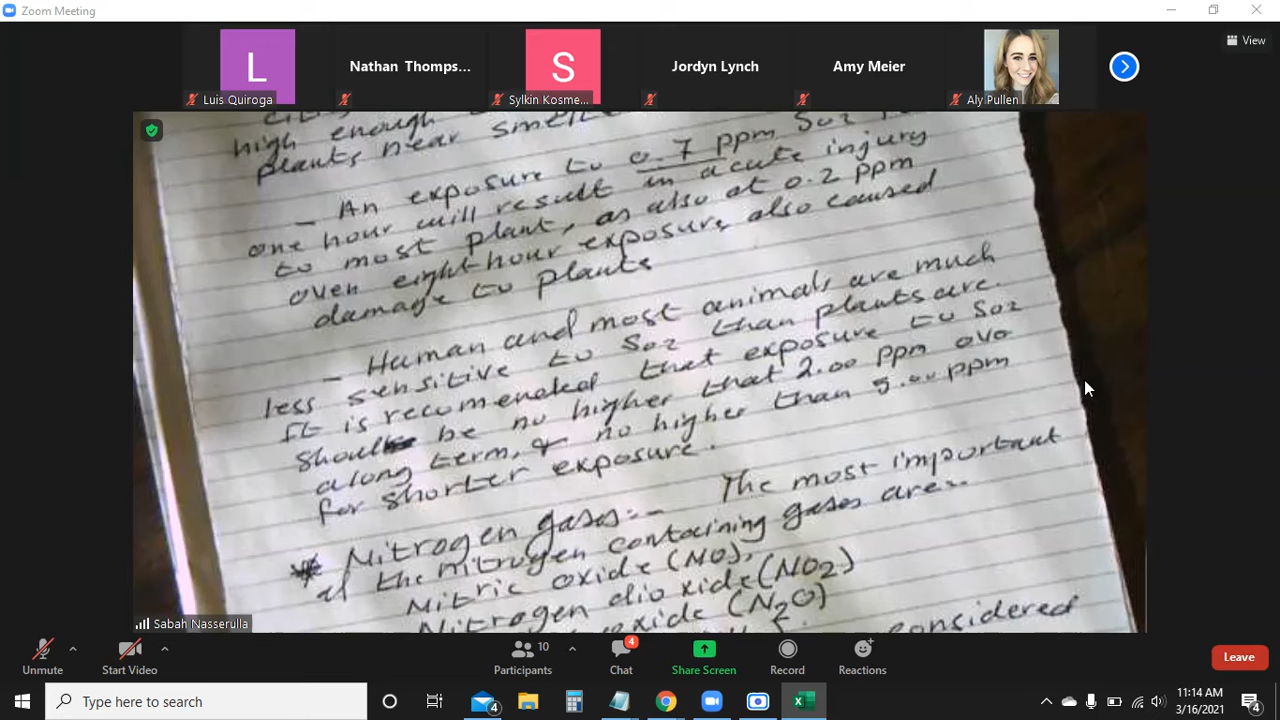 Zoom Meeting
View
L
Luis Quiroga
Nathan Thomps...
S
Sylkin Kosme...
Jordyn Lynch
Amy Meier
Aly Pullen
high enough
plants near
- An exposure to 0.7 ppm SO2
one hour will result in acute injury
to most plant, as also at 0.2 ppm
over eight hour exposure also caused
damage to plants
- Human and most animals are much
less sensitive to SO2 than plants are.
It is recomended that exposure to SO2
should be no higher that 2.00 ppm ove
along term, & no higher than 5.00 ppm
for shorter exposure.
* Nitrogen gases:- The most important
of the nitrogen containing gases are:-
Nitric oxide (NO),
Nitrogen dioxide (NO2)
oxide (N2O)
considered
Sabah Nasserulla
Unmute
Start Video
Participants 10
Chat 4
Share Screen
Record
Reactions
Leave
Type here to search
4
11:14 AM
3/16/2021
4